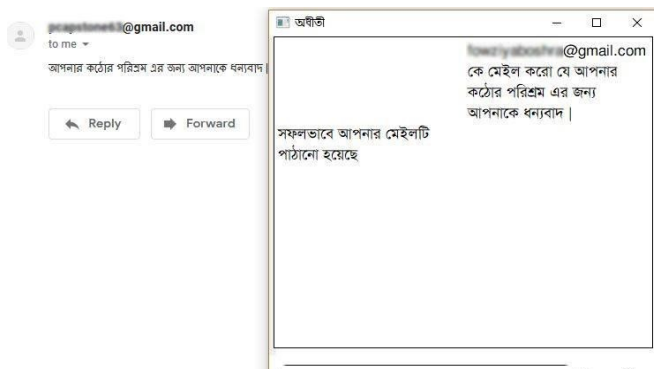 @gmail.com
to me
আপনার কঠোর পরিশ্রম এর জন্য আপনাকে ধন্যবাদ |
Reply Forward
অধীতী
@gmail.com
কে মেইল করো যে আপনার
কঠোর পরিশ্রম এর জন্য
আপনাকে ধন্যবাদ |
সফলভাবে আপনার মেইলটি
পাঠানো হয়েছে